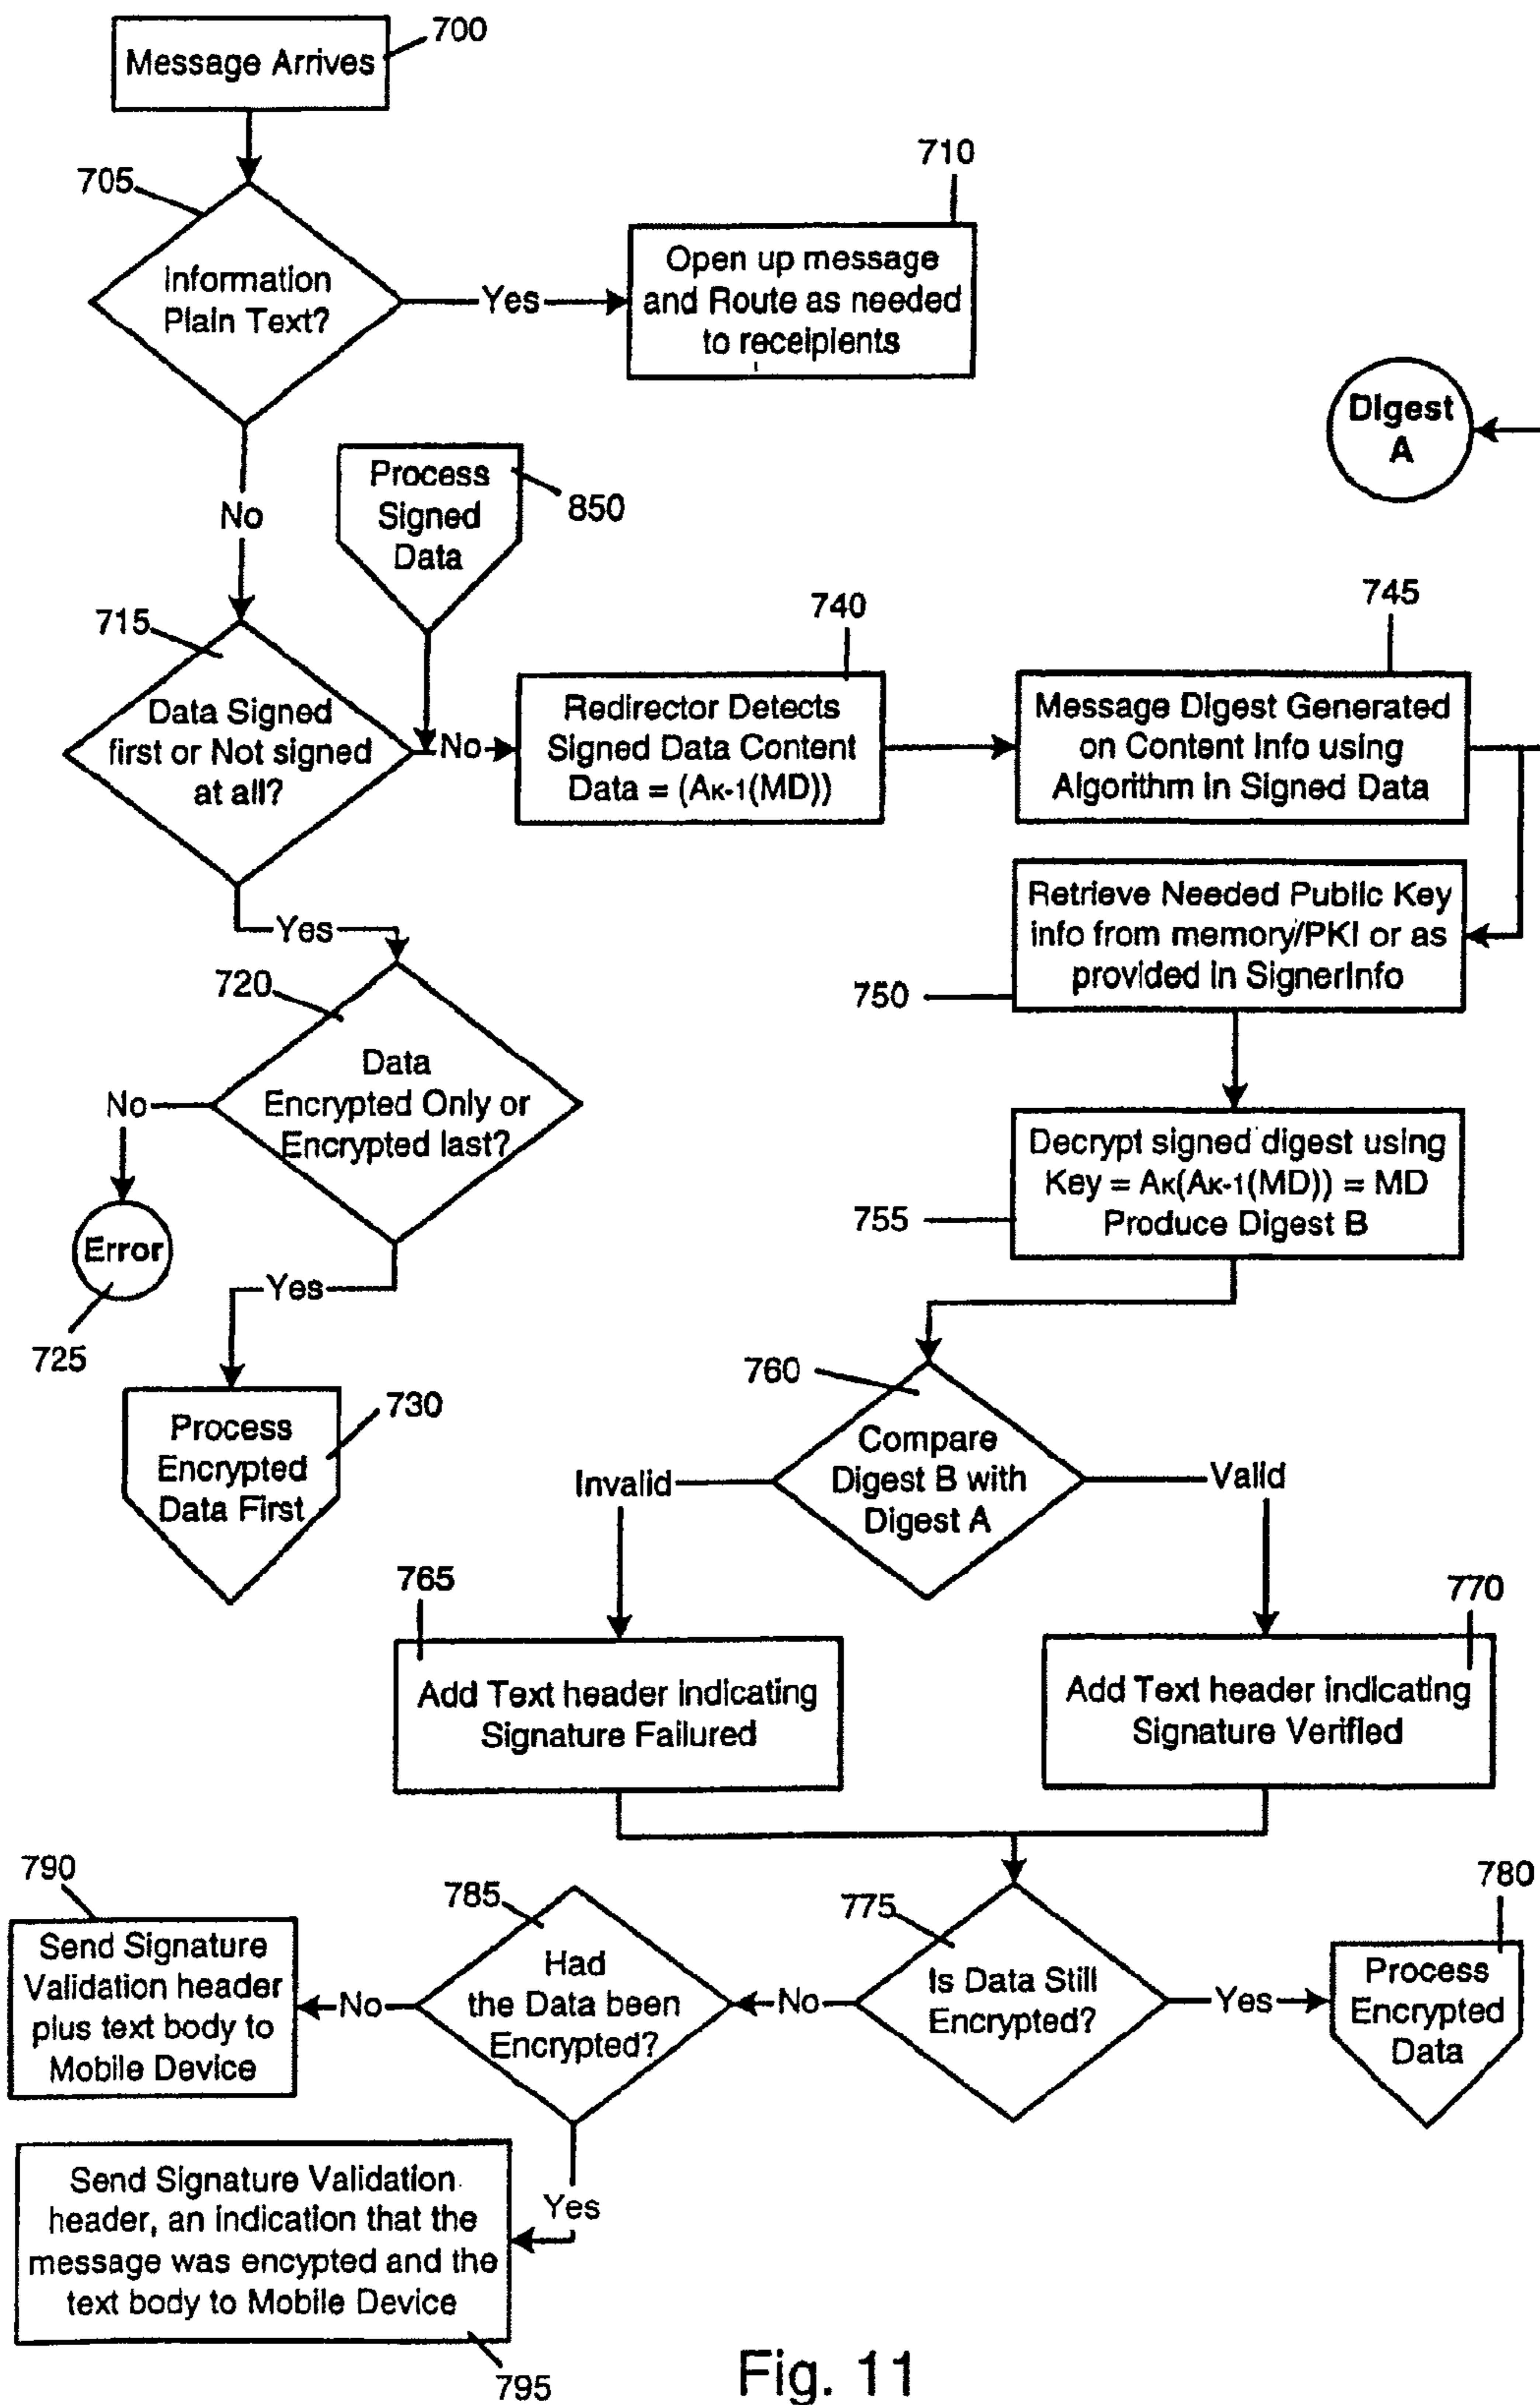 Message Arrives
700
705
Information
Plain Text?
Yes
710
Open up message
and Route as needed
to receipients
Digest
A
No
Process
Signed
Data
850
715
Data Signed
first or Not signed
at all?
No
740
Redirector Detects
Signed Data Content
Data = (AK-1(MD))
745
Message Digest Generated
on Content Info using
Algorithm in Signed Data
Retrieve Needed Public Key
info from memory/PKI or as
provided in SignerInfo
750
Yes
720
Data
Encrypted Only or
Encrypted last?
No
Error
725
Decrypt signed digest using
Key = AK(AK-1(MD)) = MD
Produce Digest B
755
Yes
Process
Encrypted
Data First
730
760
Compare
Digest B with
Digest A
Invalid
Valid
765
Add Text header indicating
Signature Failured
770
Add Text header indicating
Signature Verified
775
Is Data Still
Encrypted?
Yes
780
Process
Encrypted
Data
No
785
Had
the Data been
Encrypted?
No
790
Send Signature
Validation header
plus text body to
Mobile Device
Yes
Send Signature Validation
header, an indication that the
message was encypted and the
text body to Mobile Device
795
Fig. 11